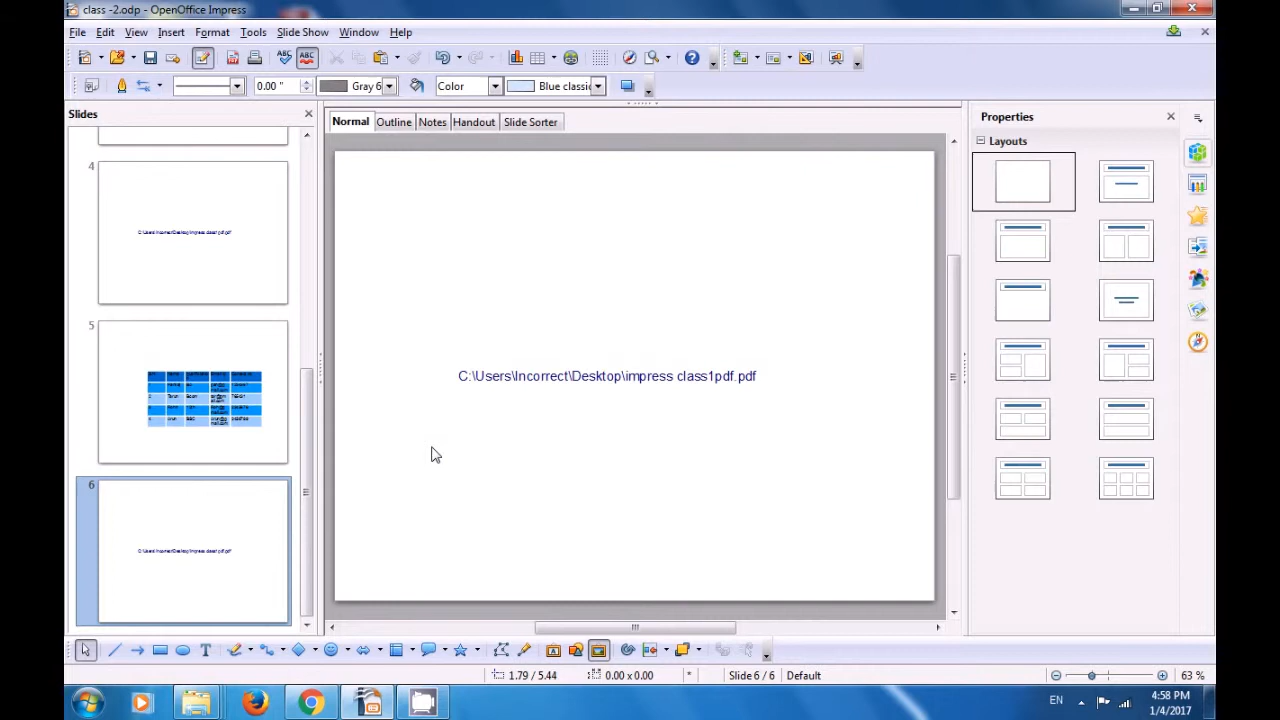 class -2.odp - OpenOffice Impress
File Edit View Insert Format Tools Slide Show Window Help
0.00 " Gray 6 Color Blue classic
Slides
Normal Outline Notes Handout Slide Sorter
Properties
Layouts
4
5
6
C:\Users\Incorrect\Desktop\impress class1pdf.pdf
1.79 / 5.44 0.00 x 0.00 * Slide 6 / 6 Default 63 %
EN
4:58 PM
1/4/2017